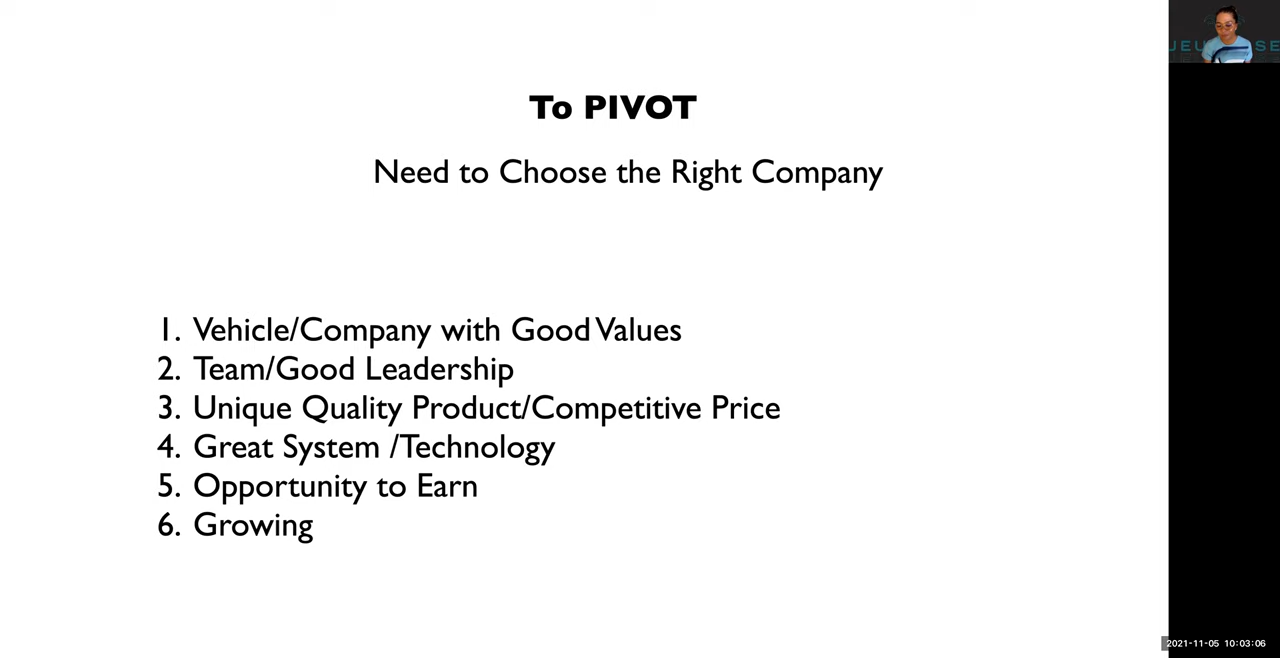 To PIVOT
Need to Choose the Right Company
1. Vehicle/Company with Good Values
2. Team/Good Leadership
3. Unique Quality Product/Competitive Price
4. Great System /Technology
5. Opportunity to Earn
6. Growing
JEU SE
2021-11-05 10:03:06